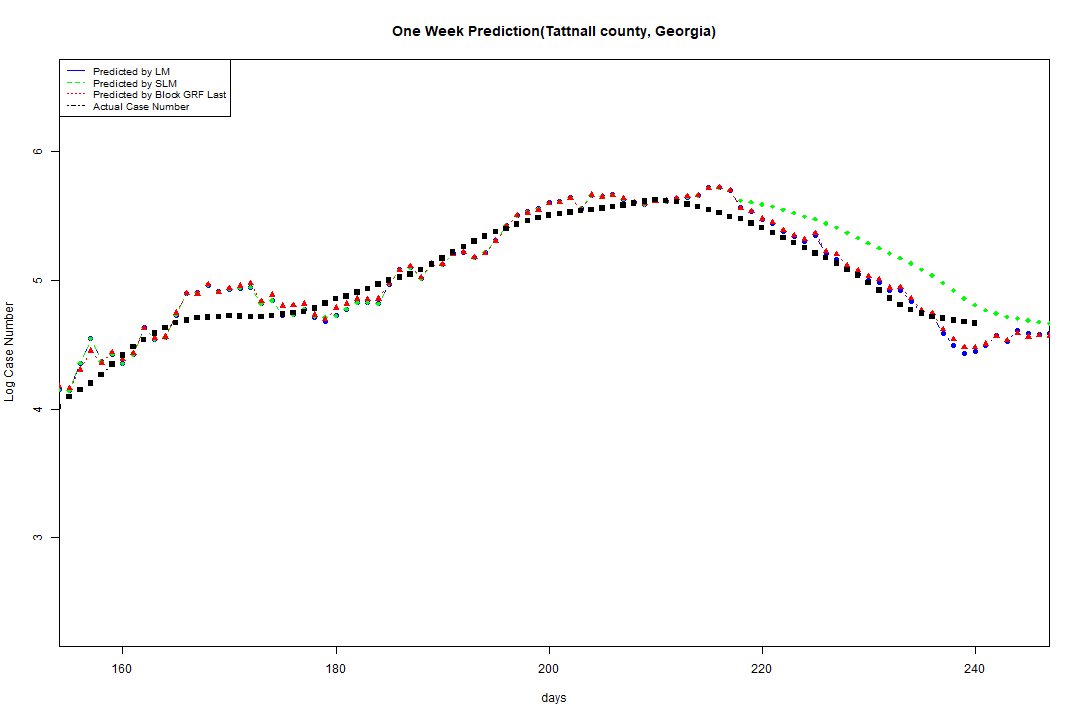 One Week Prediction(Tattnall county, Georgia)
Predicted by LM
Predicted by SLM
Predicted by Block GRF Last
Actual Case Number
6
5
4
3
Log Case Number
160 180 200 220 240
days